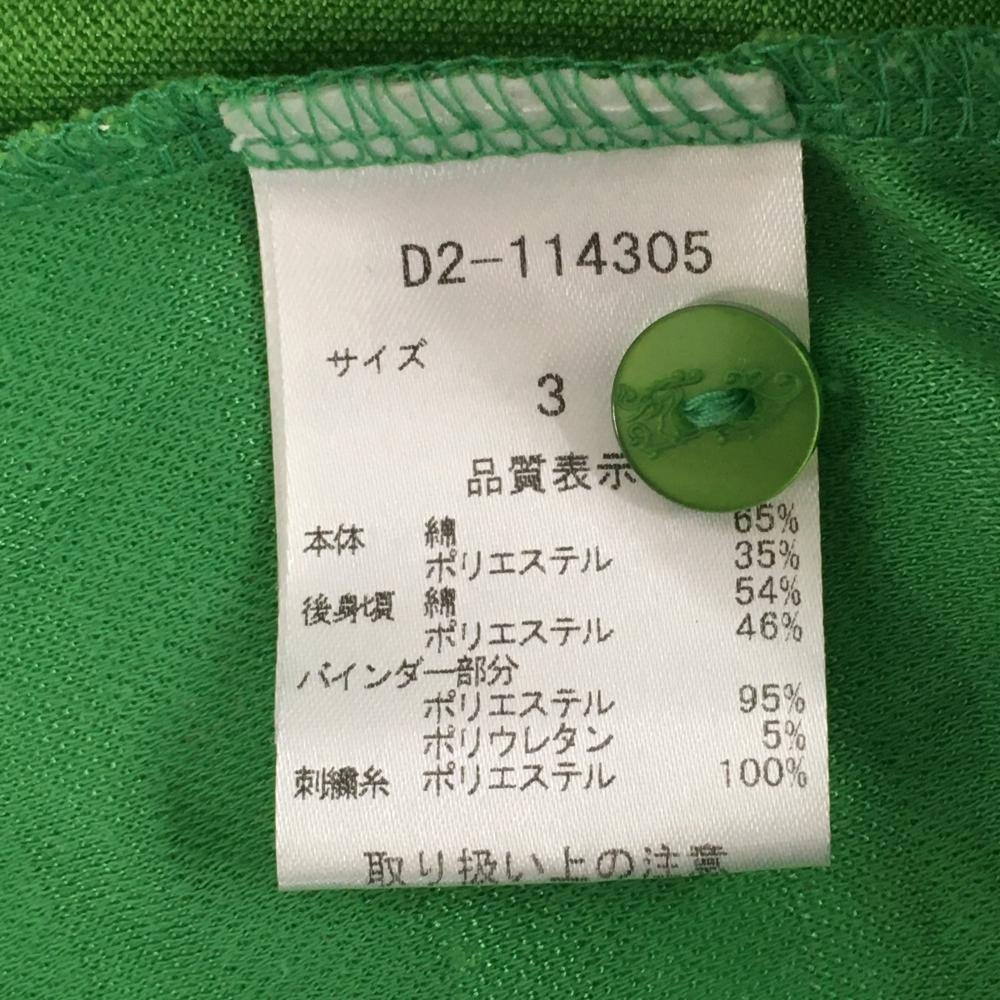 D2-114305
サイズ
3
品質表示
本体 綿 65%
ポリエステル 35%
後身頃 綿 54%
ポリエステル 46%
バインダー部分
ポリエステル 95%
ポリウレタン 5%
刺繍糸 ポリエステル 100%
取り扱い上の注意